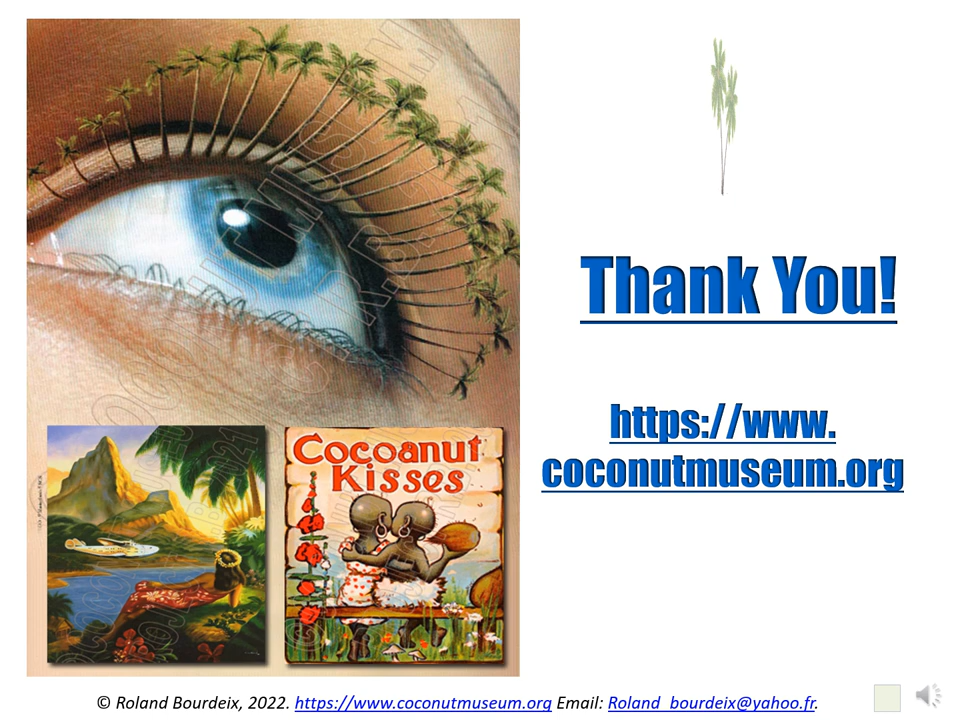 Thank You!
https://www.
coconutmuseum.org
Cocoanut
Kisses
© Roland Bourdeix, 2022. https://www.coconutmuseum.org Email: Roland_bourdeix@yahoo.fr.